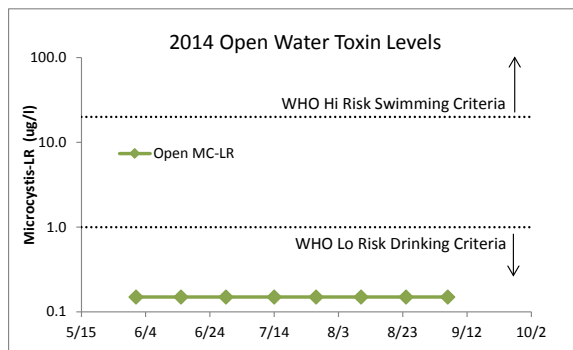 2014 Open Water Toxin Levels
100.0
WHO Hi Risk Swimming Criteria
10.0
Open MC-LR
Microcystis-LR (ug/l)
1.0
WHO Lo Risk Drinking Criteria
0.1
5/15 6/4 6/24 7/14 8/3 8/23 9/12 10/2